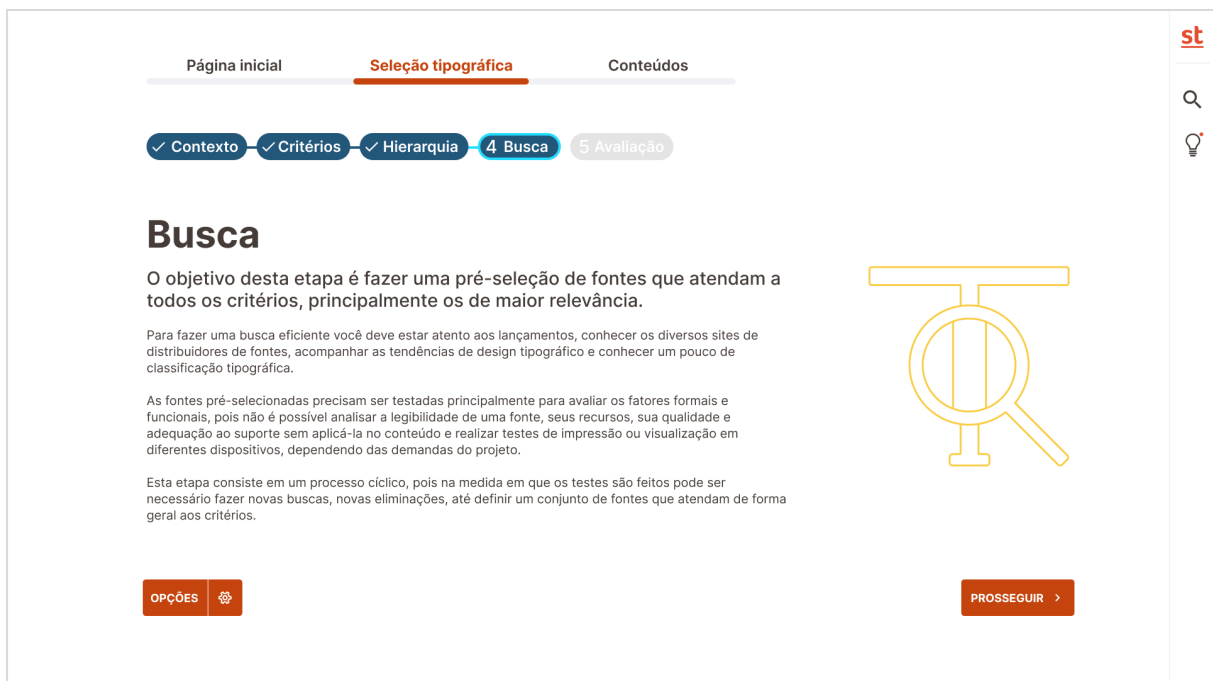 st
Página inicial Seleção tipográfica Conteúdos
Contexto Critérios Hierarquia 4 Busca 5 Avaliação
Busca
O objetivo desta etapa é fazer uma pré-seleção de fontes que atendam a
todos os critérios, principalmente os de maior relevância.
Para fazer uma busca eficiente você deve estar atento aos lançamentos, conhecer os diversos sites de
distribuidores de fontes, acompanhar as tendências de design tipográfico e conhecer um pouco de
classificação tipográfica.
As fontes pré-selecionadas precisam ser testadas principalmente para avaliar os fatores formais e
funcionais, pois não é possível analisar a legibilidade de uma fonte, seus recursos, sua qualidade e
adequação ao suporte sem aplicá-la no conteúdo e realizar testes de impressão ou visualização em
diferentes dispositivos, dependendo das demandas do projeto.
Esta etapa consiste em um processo cíclico, pois na medida em que os testes são feitos pode ser
necessário fazer novas buscas, novas eliminações, até definir um conjunto de fontes que atendam de forma
geral aos critérios.
OPÇÕES PROSSEGUIR